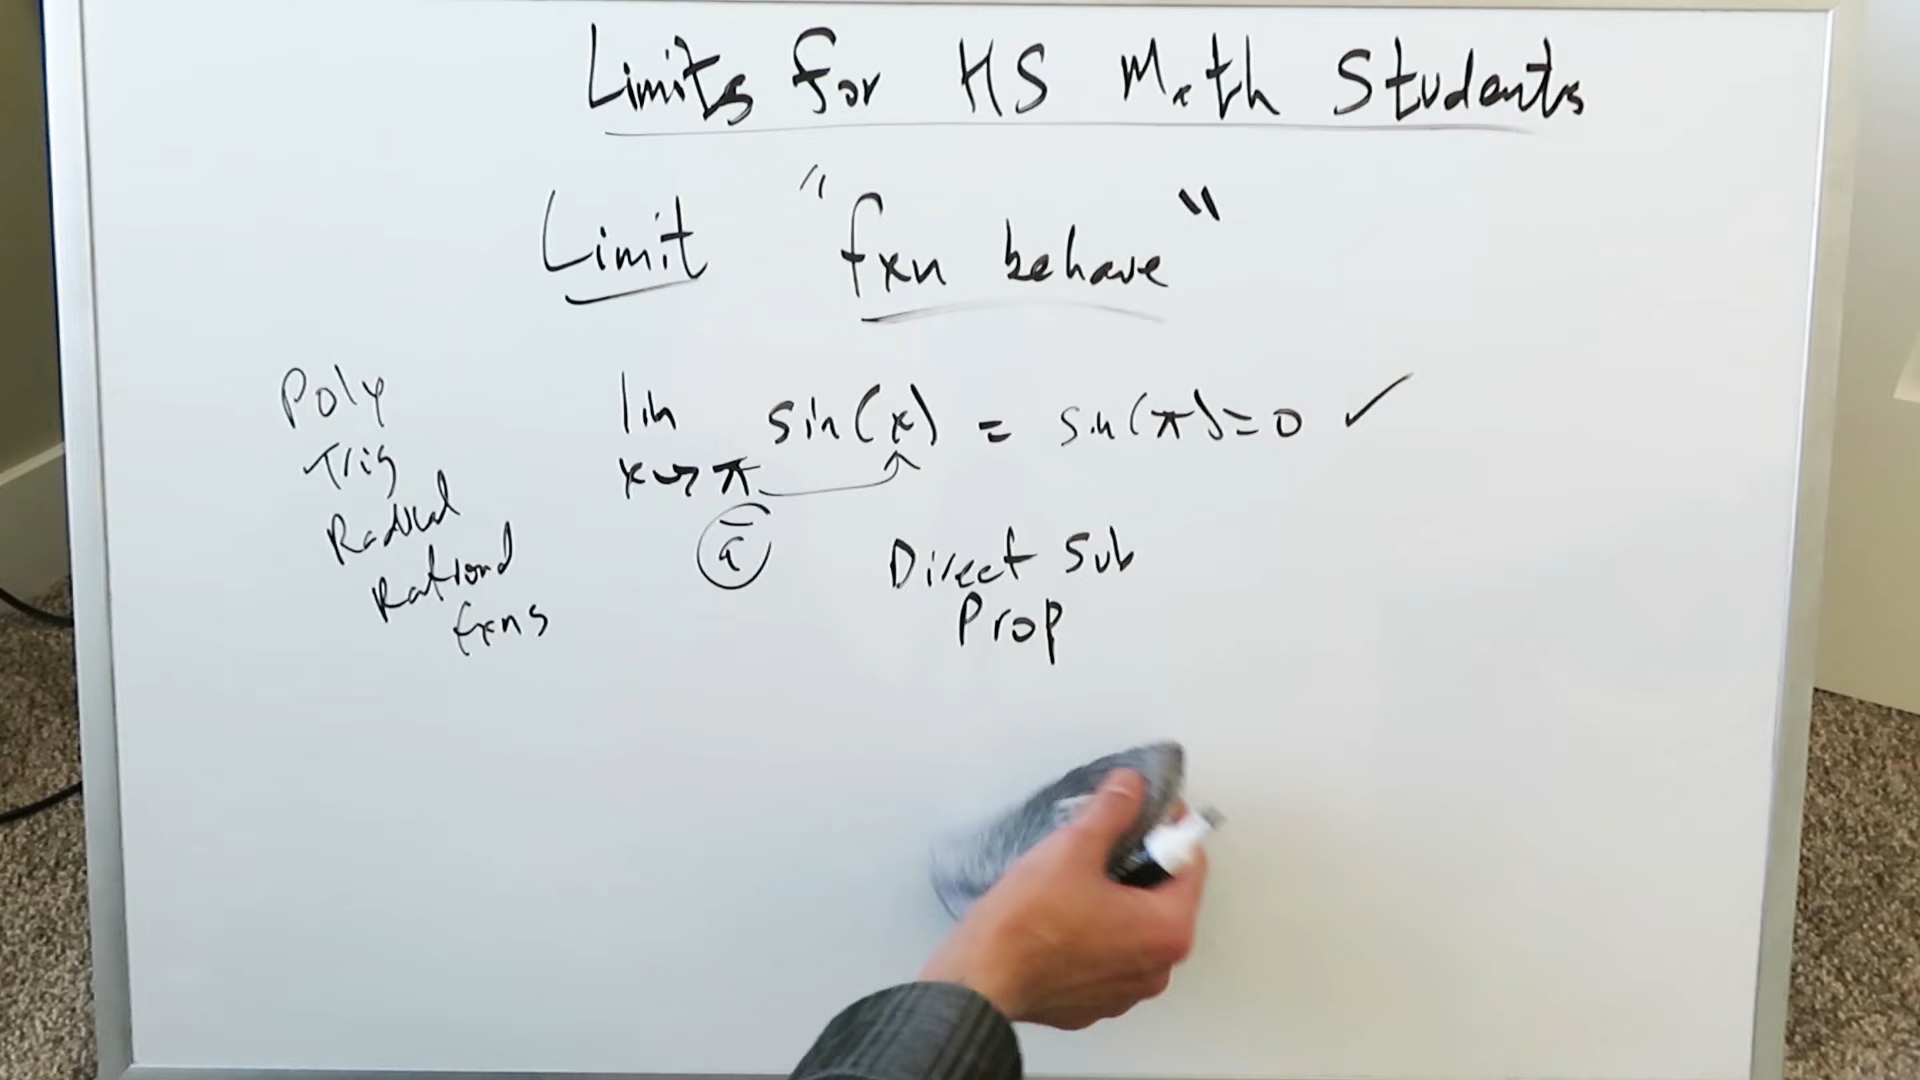 Limits for HS Math Students
Limit "fxn behave"
Poly
Trig
Radical
Rational
fxns
lim sin(x) = sin(π)=0 ✓
x→π
a
Direct Sub
Prop